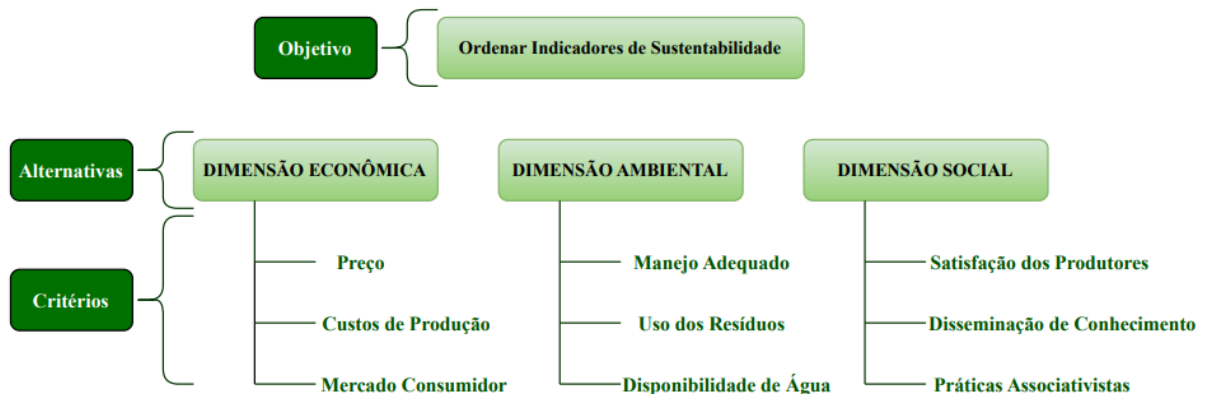 Objetivo
Ordenar Indicadores de Sustentabilidade
Alternativas
DIMENSÃO ECONÔMICA
DIMENSÃO AMBIENTAL
DIMENSÃO SOCIAL
Critérios
Preço
Manejo Adequado
Satisfação dos Produtores
Custos de Produção
Uso dos Resíduos
Disseminação de Conhecimento
Mercado Consumidor
Disponibilidade de Água
Práticas Associativistas